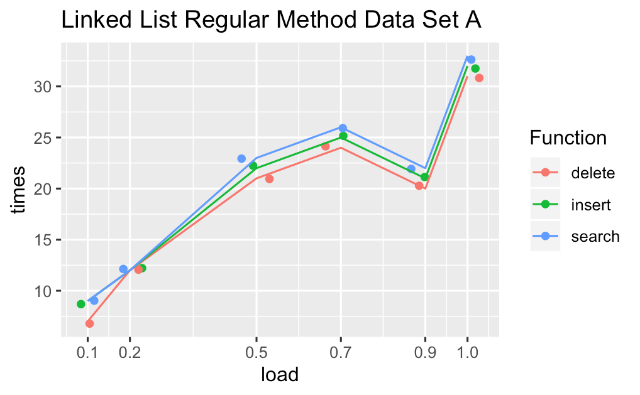 Linked List Regular Method Data Set A
times
30
25
20
15
10
0.1 0.2 0.5 0.7 0.9 1.0
load
Function
delete
insert
search